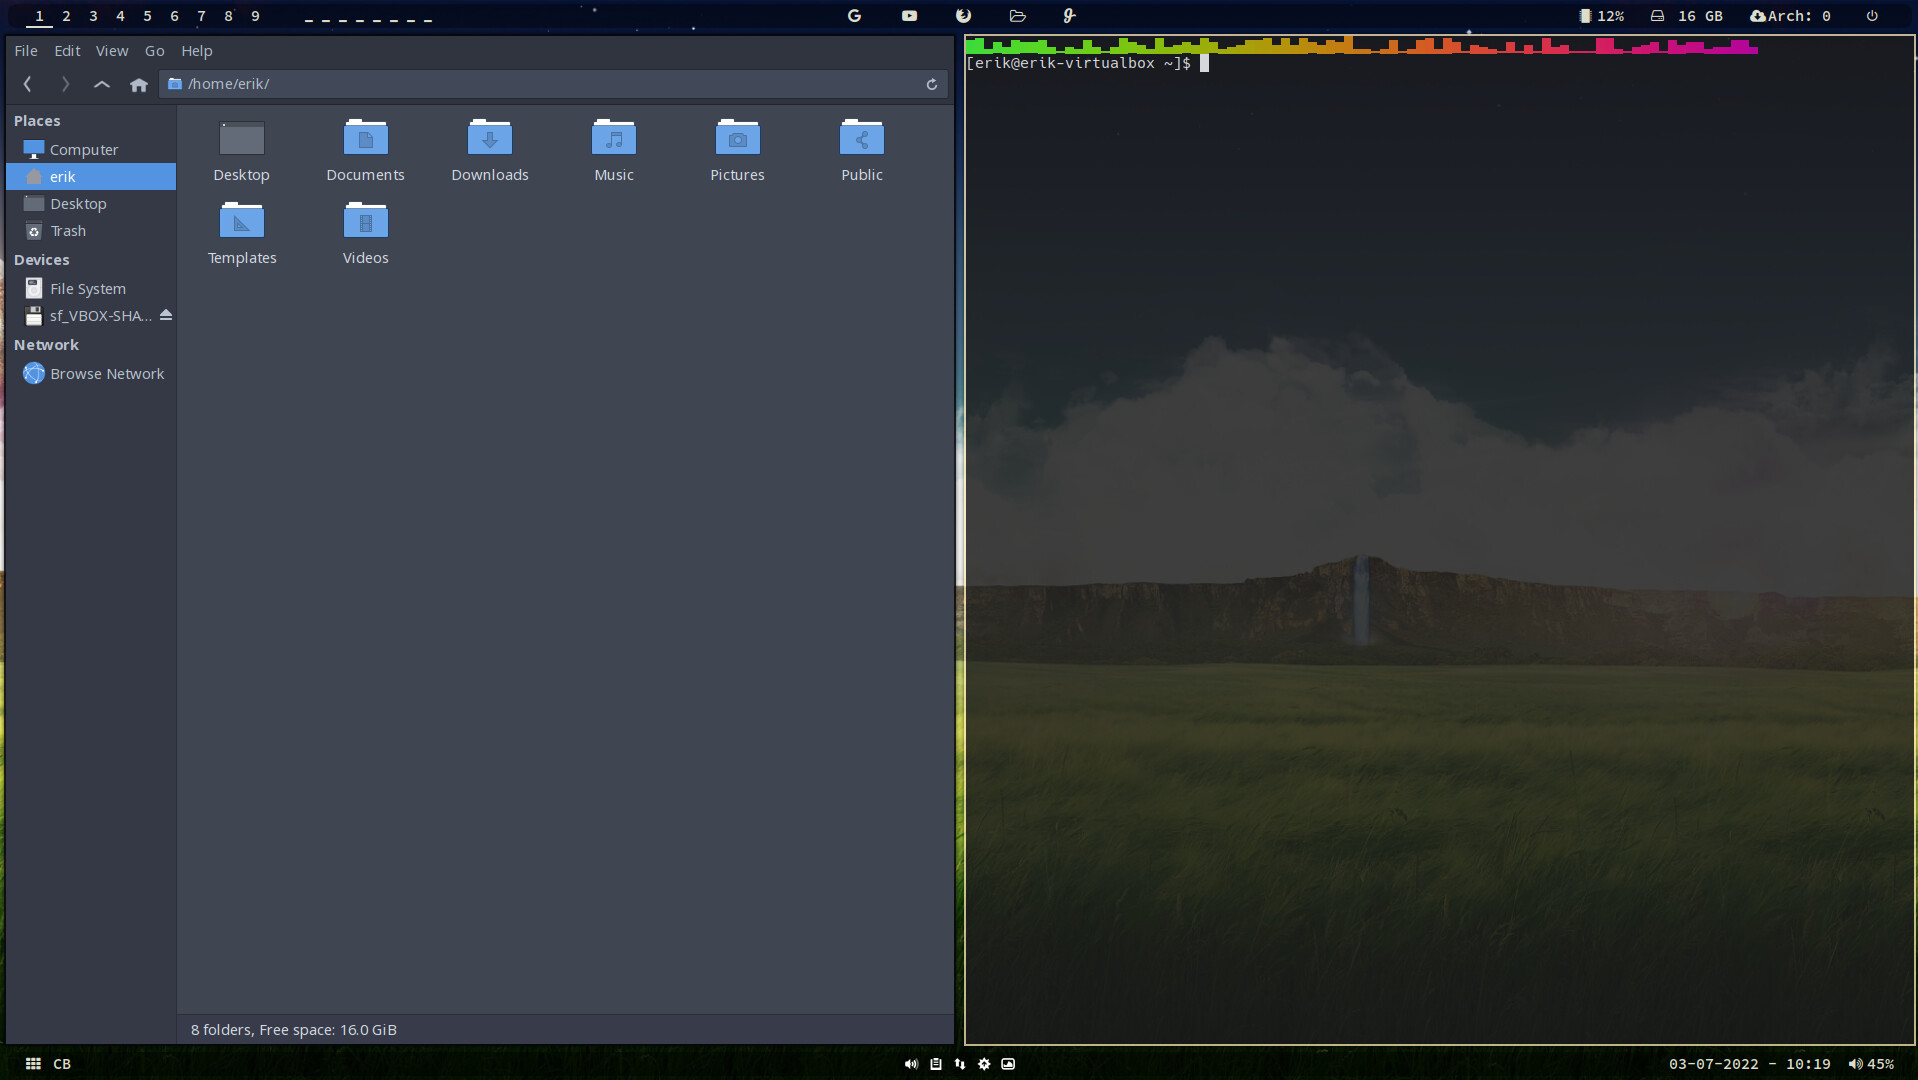 1 2 3 4 5 6 7 8 9 _ _ _ _ _ _ _ _ 12% 16 GB Arch: 0
File Edit View Go Help
/home/erik/
Places
Computer
erik
Desktop
Trash
Devices
File System
sf_VBOX-SHA...
Network
Browse Network
Desktop Documents Downloads Music Pictures Public
Templates Videos
8 folders, Free space: 16.0 GiB
[erik@erik-virtualbox ~]$
CB 03-07-2022 - 10:19 45%